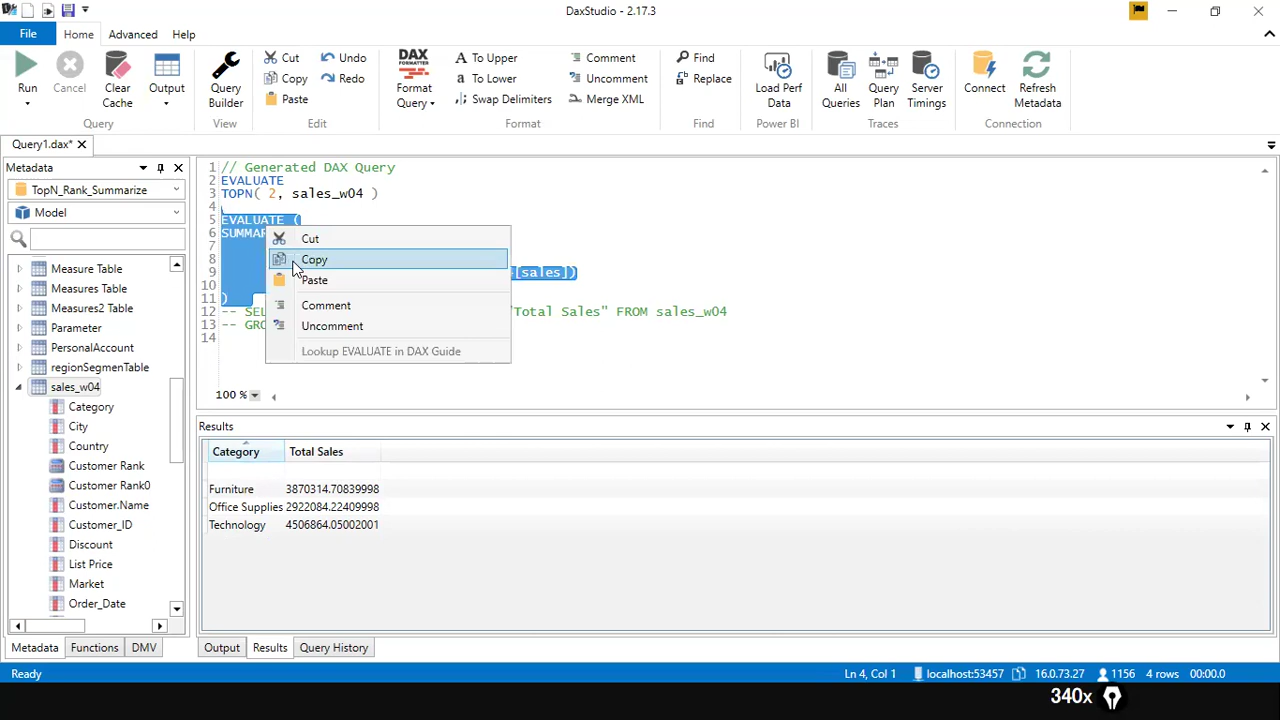 DaxStudio - 2.17.3
File
Home
Advanced
Help
Run
Cancel
Clear Cache
Output
Query
Query Builder
View
Cut
Copy
Paste
Undo
Redo
Edit
DAX FORMATTER
Format Query
To Upper
To Lower
Swap Delimiters
Comment
Uncomment
Merge XML
Format
Find
Replace
Find
Load Perf Data
Power BI
All Queries
Query Plan
Server Timings
Traces
Connect
Refresh Metadata
Connection
Query1.dax*
Metadata
TopN_Rank_Summarize
Model
Measure Table
Measures Table
Measures2 Table
Parameter
PersonalAccount
regionSegmentTable
sales_w04
Category
City
Country
Customer Rank
Customer Rank0
Customer.Name
Customer_ID
Discount
List Price
Market
Order_Date
Metadata
Functions
DMV
1 // Generated DAX Query
2 EVALUATE
3 TOPN( 2, sales_w04 )
4
5 EVALUATE (
6 SUMMAR
7
8
9 [sales])
10
11 )
12 -- SEL "Total Sales" FROM sales_w04
13 -- GRO
14
Cut
Copy
Paste
Comment
Uncomment
Lookup EVALUATE in DAX Guide
100 %
Results
Category Total Sales
Furniture 3870314.70839998
Office Supplies 2922084.22409998
Technology 4506864.05002001
Output
Results
Query History
Ready
Ln 4, Col 1
localhost:53457
16.0.73.27
1156
4 rows
00:00.0
340x